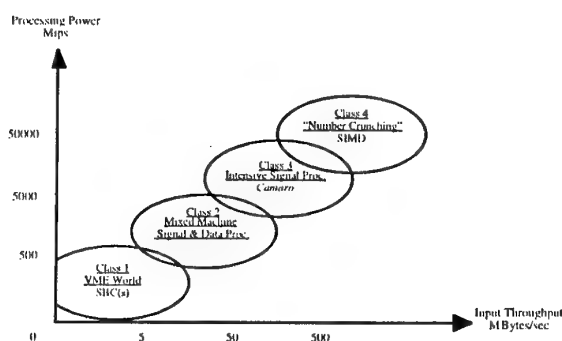 Processing Power
Mips
Class 4
"Number Crunching"
SIMD
50000
Class 3
Intensive Signal Proc.
Camaro
5000
Class 2
Mixed Machine
Signal & Data Proc.
500
Class 1
VME World
SBC(s)
Input Throughput
MBytes/sec
0
5
50
500